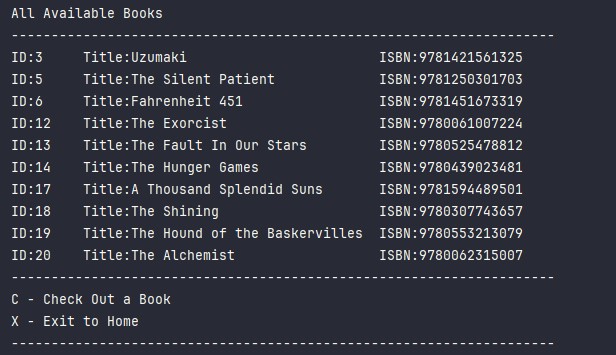 All Available Books
--------------------------------------------------------------------
ID:3     Title:Uzumaki                        ISBN:9781421561325
ID:5     Title:The Silent Patient             ISBN:9781250301703
ID:6     Title:Fahrenheit 451                 ISBN:9781451673319
ID:12    Title:The Exorcist                   ISBN:9780061007224
ID:13    Title:The Fault In Our Stars         ISBN:9780525478812
ID:14    Title:The Hunger Games               ISBN:9780439023481
ID:17    Title:A Thousand Splendid Suns       ISBN:9781594489501
ID:18    Title:The Shining                    ISBN:9780307743657
ID:19    Title:The Hound of the Baskervilles  ISBN:9780553213079
ID:20    Title:The Alchemist                  ISBN:9780062315007
--------------------------------------------------------------------
C - Check Out a Book
X - Exit to Home
--------------------------------------------------------------------